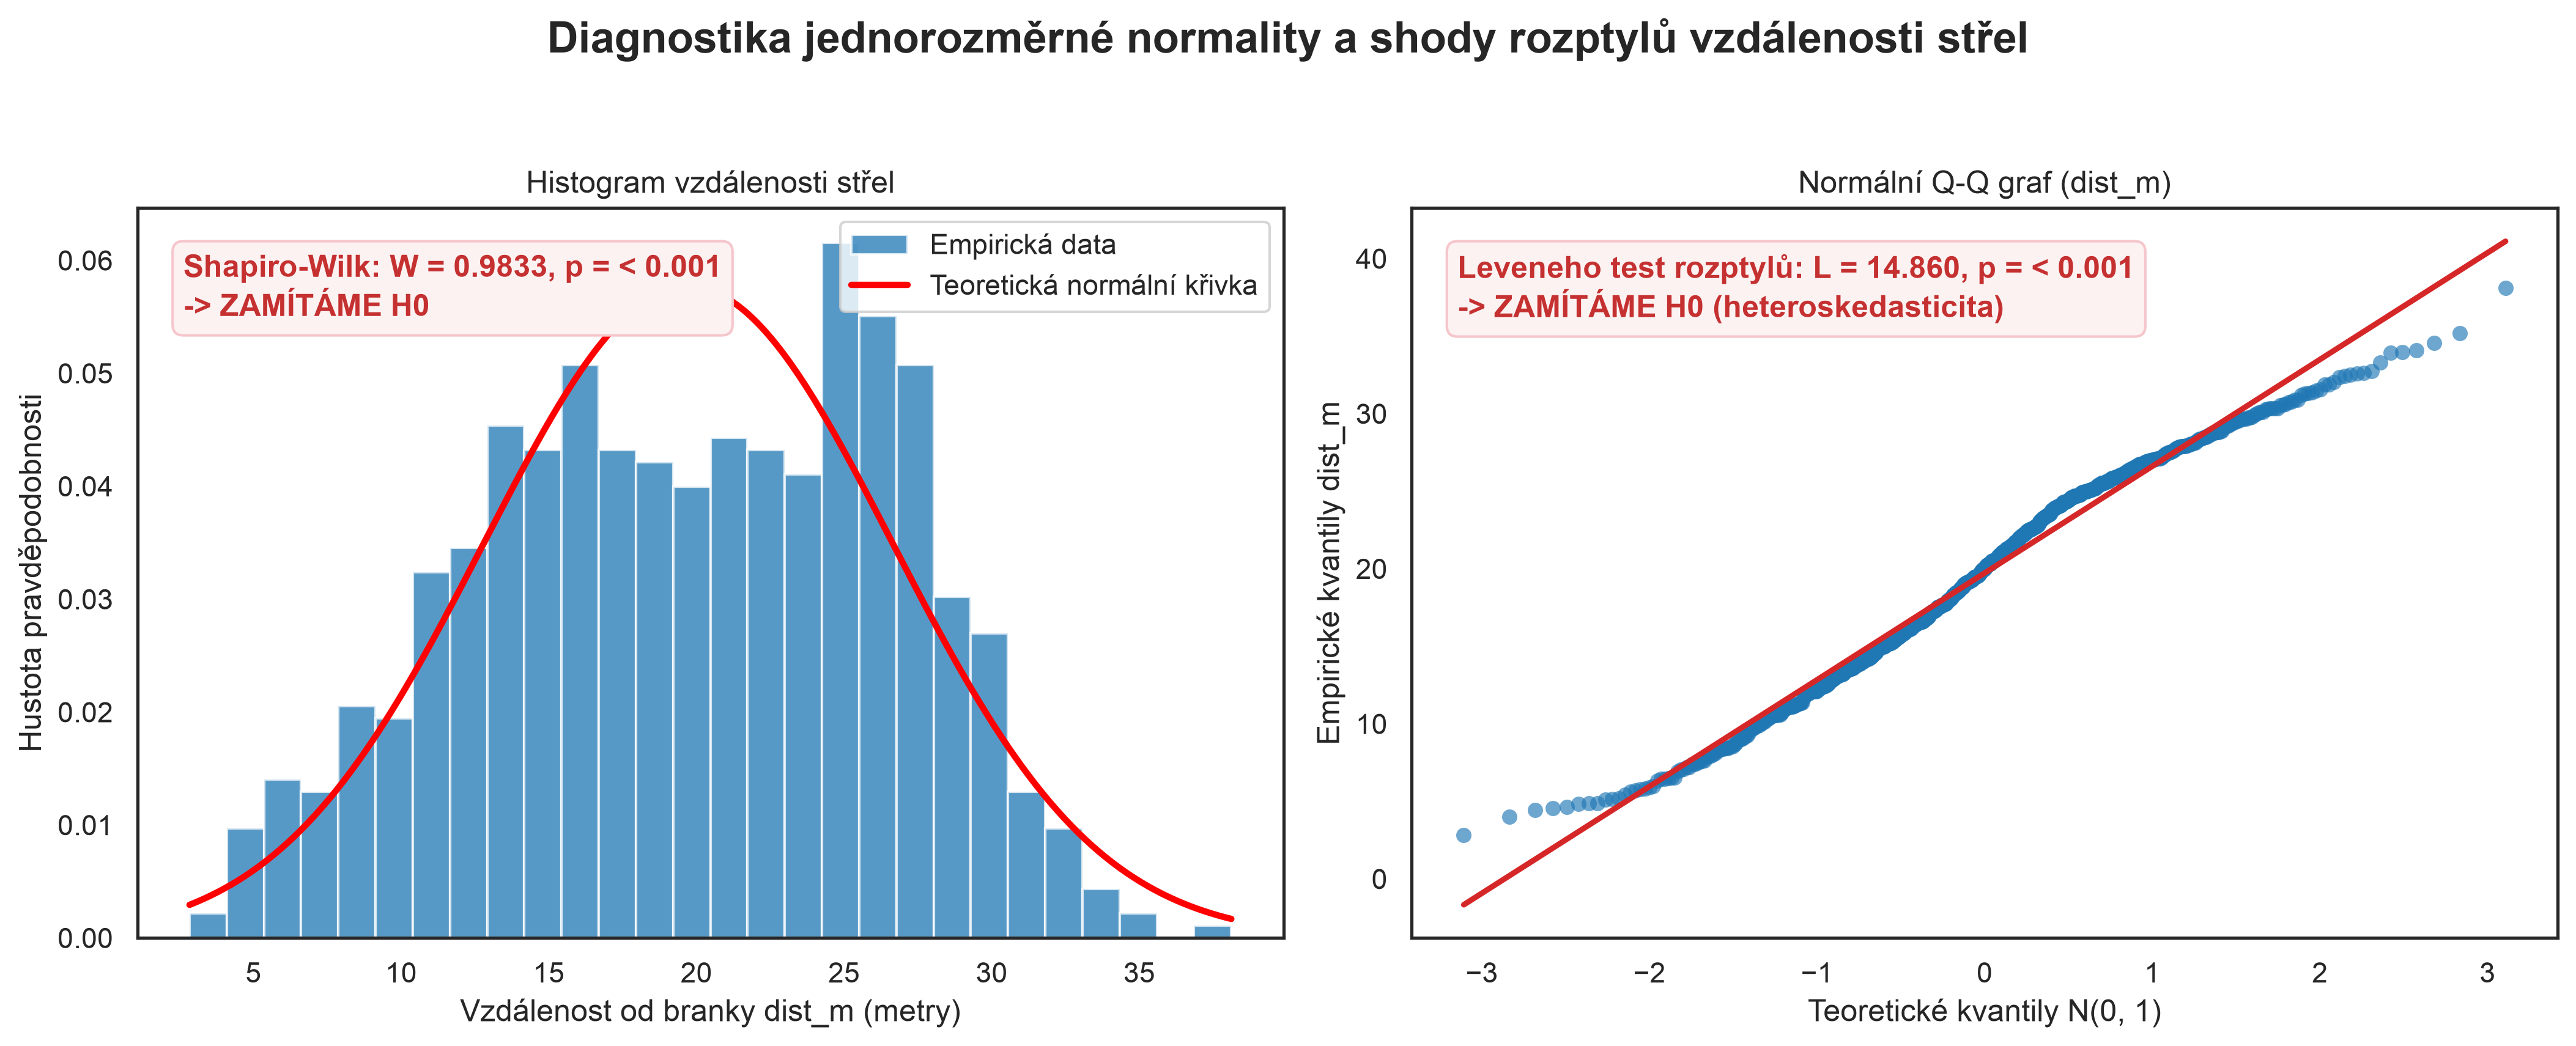 Diagnostika jednorozměrné normality a shody rozptylů vzdálenosti střel
Histogram vzdálenosti střel
Shapiro-Wilk: W = 0.9833, p = < 0.001
-> ZAMÍTÁME H0
Empirická data
Teoretická normální křivka
Hustota pravděpodobnosti
0.06
0.05
0.04
0.03
0.02
0.01
0.00
5 10 15 20 25 30 35
Vzdálenost od branky dist_m (metry)
Normální Q-Q graf (dist_m)
Leveneho test rozptylů: L = 14.860, p = < 0.001
-> ZAMÍTÁME H0 (heteroskedasticita)
Empirické kvantily dist_m
40
30
20
10
0
−3 −2 −1 0 1 2 3
Teoretické kvantily N(0, 1)